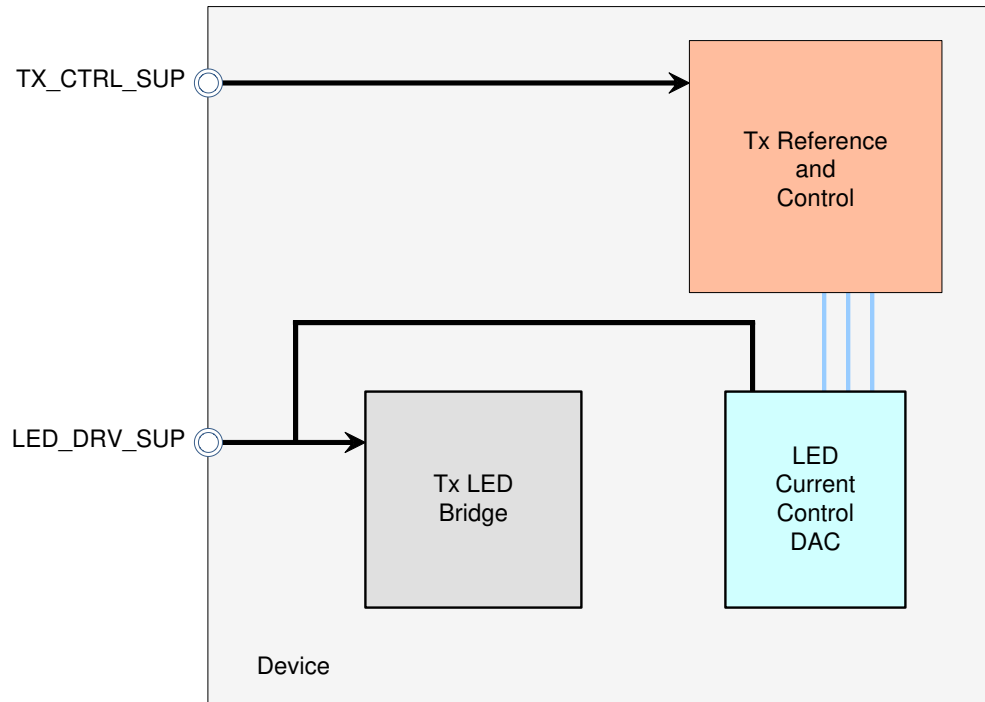 TX_CTRL_SUP
Tx Reference
and
Control
LED_DRV_SUP
Tx LED
Bridge
LED
Current
Control
DAC
Device